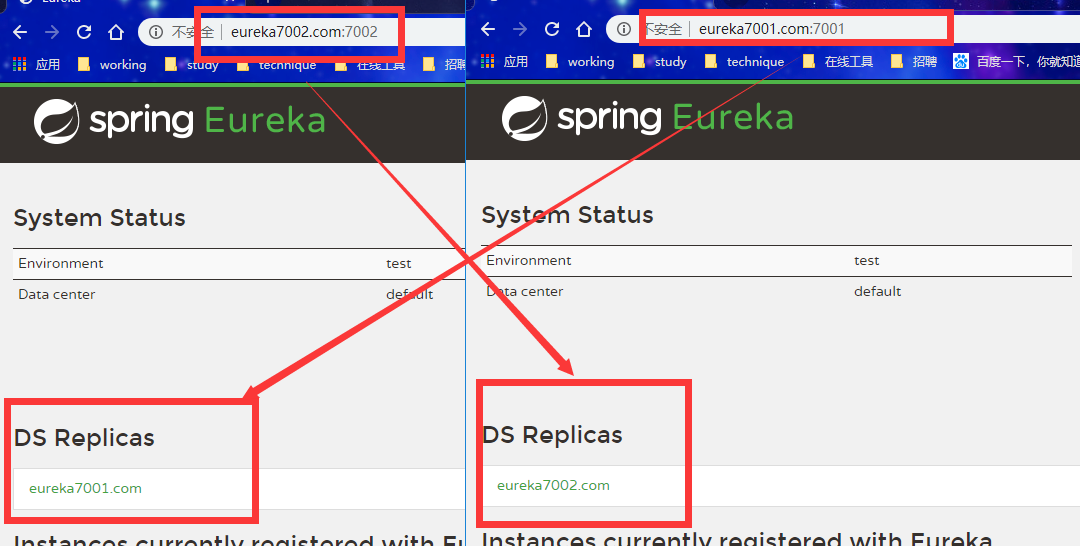 Eureka
不安全 | eureka7002.com:7002
应用 working study technique 在线工具 招聘
spring Eureka
System Status
Environment test
Data center default
DS Replicas
eureka7001.com
Instances currently registered with Eu
不安全 | eureka7001.com:7001
应用 working study technique 在线工具 招聘 百度一下，你就知道
spring Eureka
System Status
Environment test
Data center default
DS Replicas
eureka7002.com
Instances currently registered with Eureka